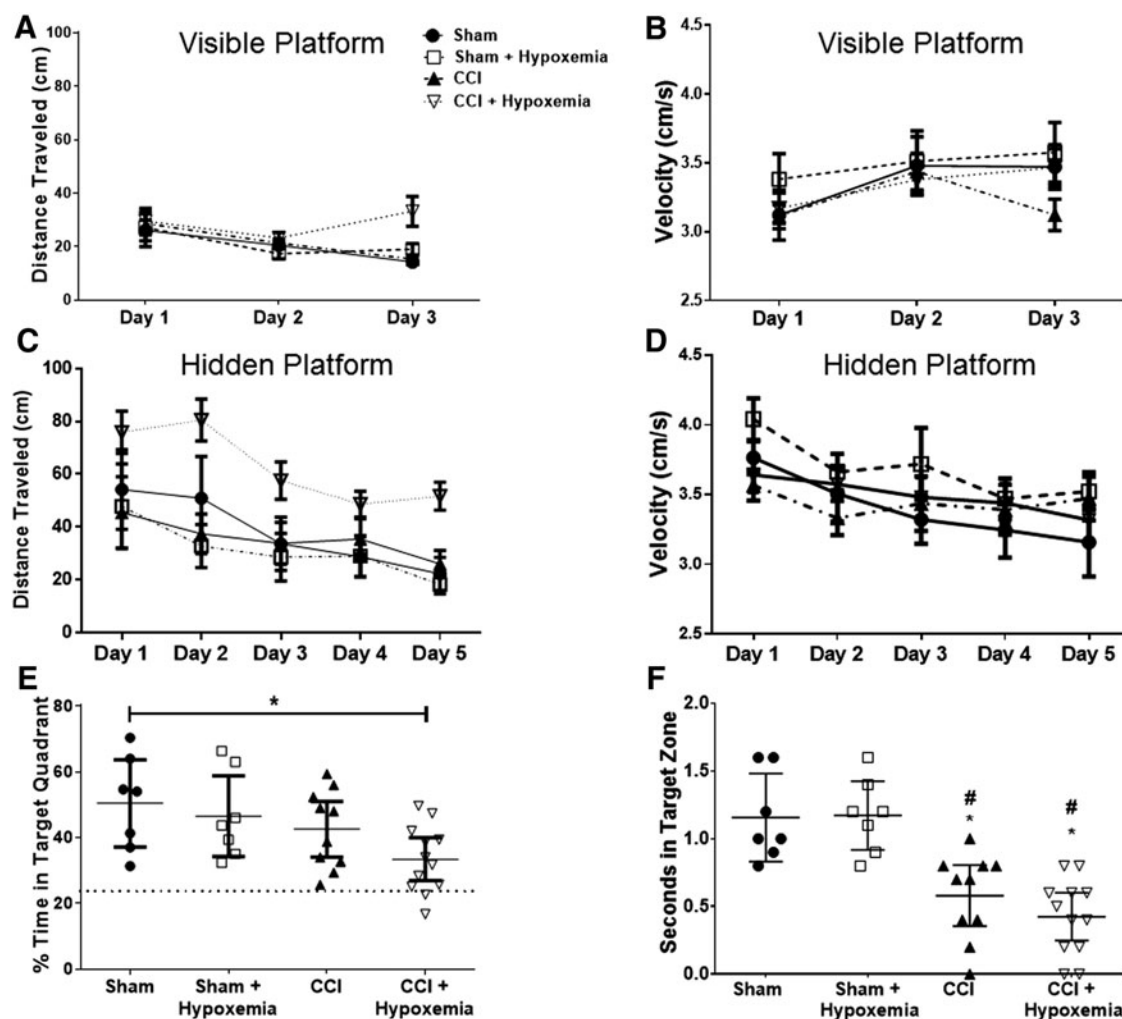 A
Visible Platform
Sham
Sham + Hypoxemia
CCI
CCI + Hypoxemia
Distance Traveled (cm)
100
80
60
40
20
0
Day 1 Day 2 Day 3
B
Visible Platform
Velocity (cm/s)
4.5
4.0
3.5
3.0
2.5
Day 1 Day 2 Day 3
C
Hidden Platform
Distance Traveled (cm)
100
80
60
40
20
0
Day 1 Day 2 Day 3 Day 4 Day 5
D
Hidden Platform
Velocity (cm/s)
4.5
4.0
3.5
3.0
2.5
Day 1 Day 2 Day 3 Day 4 Day 5
E
% Time in Target Quadrant
80
60
40
20
0
*
Sham Sham + CCI CCI +
Hypoxemia Hypoxemia
F
Seconds in Target Zone
2.0
1.5
1.0
0.5
0.0
# #
* *
Sham Sham + CCI CCI +
Hypoxemia Hypoxemia